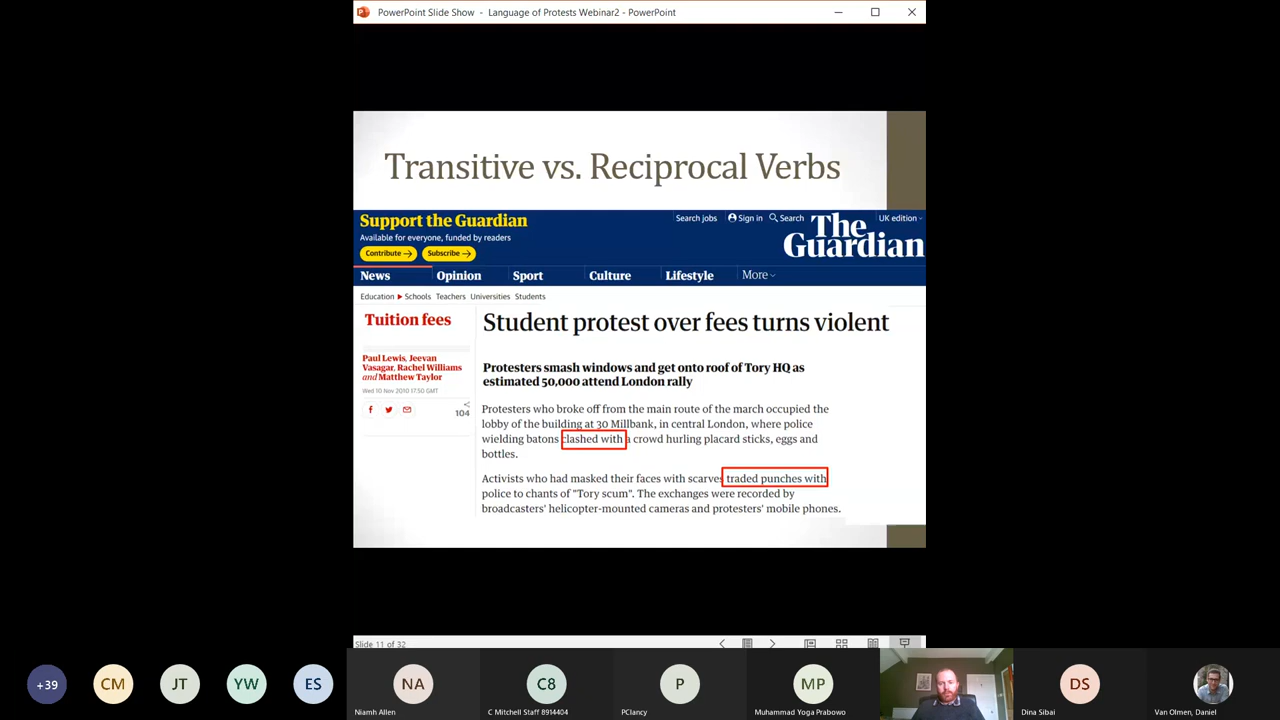 PowerPoint Slide Show - Language of Protests Webinar2 - PowerPoint
Transitive vs. Reciprocal Verbs
Support the Guardian
Available for everyone, funded by readers
Contribute → Subscribe →
Search jobs Sign in Search UK edition
The Guardian
News Opinion Sport Culture Lifestyle More
Education Schools Teachers Universities Students
Tuition fees
Paul Lewis, Jeevan
Vasagar, Rachel Williams
and Matthew Taylor
Wed 10 Nov 2010 17.50 GMT
104
Student protest over fees turns violent
Protesters smash windows and get onto roof of Tory HQ as
estimated 50,000 attend London rally
Protesters who broke off from the main route of the march occupied the
lobby of the building at 30 Millbank, in central London, where police
wielding batons clashed with a crowd hurling placard sticks, eggs and
bottles.
Activists who had masked their faces with scarves traded punches with
police to chants of "Tory scum". The exchanges were recorded by
broadcasters' helicopter-mounted cameras and protesters' mobile phones.
Slide 11 of 32
+39 CM JT YW ES NA C8 P MP DS
Niamh Allen C Mitchell Staff 8914404 PClancy Muhammad Yoga Prabowo Dina Sibai Van Olmen, Daniel